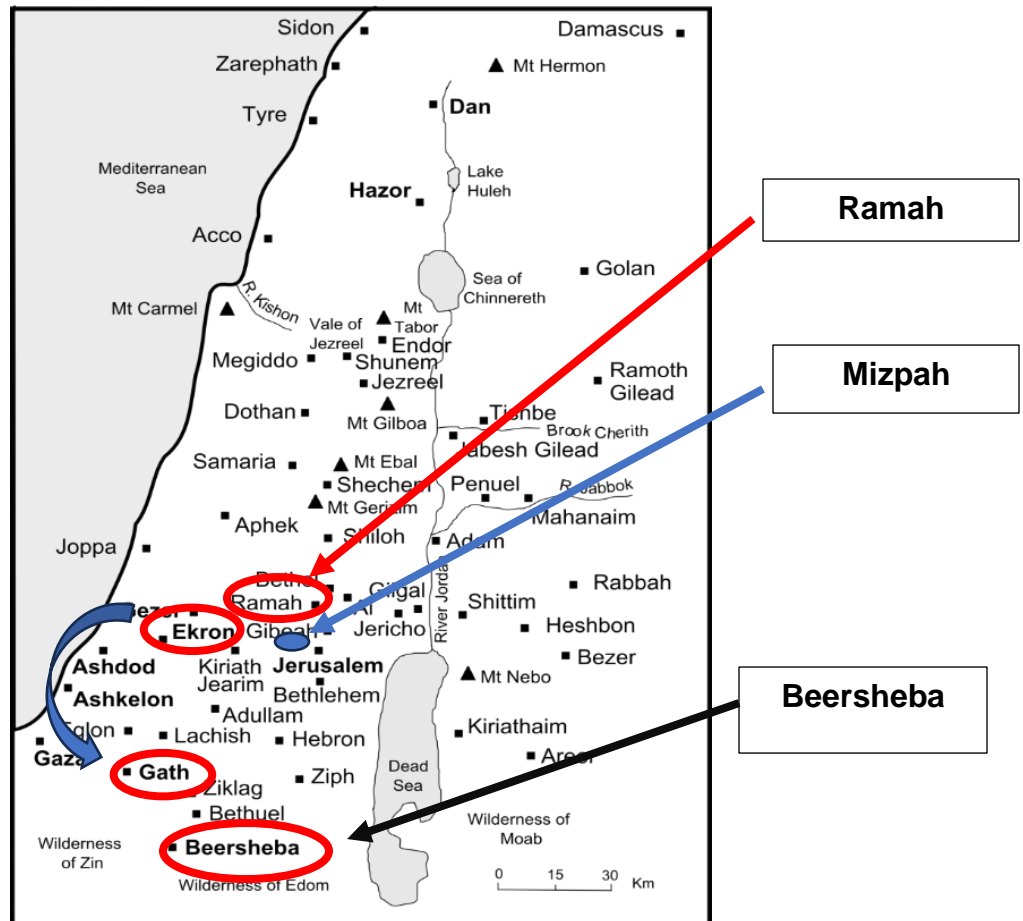 Sidon
Damascus
Zarephath
Mt Hermon
Dan
Tyre
Mediterranean
Sea
Lake
Huleh
Hazor
Ramah
Acco
Golan
Sea of
Chinnereth
R. Kishon
Mt Carmel
Mt
Tabor
Vale of
Jezreel
Endor
Megiddo
Shunem
Jezreel
Ramoth
Gilead
Mizpah
Dothan
Mt Gilboa
Tishbe
Brook Cherith
Jabesh Gilead
Samaria
Mt Ebal
Shechem
Penuel
R. Jabbok
Mt Gerizim
Mahanaim
Aphek
Shiloh
Adam
Joppa
River Jordan
Bethel
Rabbah
Ramah
Ai
Gilgal
Shittim
Gezer
Jericho
Ekron
Gibeah
Heshbon
Ashdod
Kiriath
Jearim
Jerusalem
Bezer
Mt Nebo
Ashkelon
Bethlehem
Beersheba
Adullam
Eglon
Lachish
Hebron
Kiriathaim
Gaza
Aroer
Gath
Ziph
Dead
Sea
Ziklag
Bethuel
Wilderness of
Moab
Wilderness
of Zin
Beersheba
Wilderness of Edom
0 15 30
Km